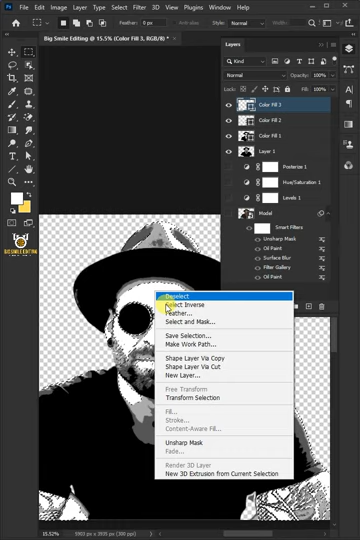 Ps File Edit Image Layer Type Select Filter 3D View Plugins Window Help
Feather: 0 px Anti-alias Style: Normal
Big Smile Editing @ 15.5% (Color Fill 3, RGB/8) *
Layers
Kind
Normal Opacity: 100%
Lock: Fill: 100%
Color Fill 3
Color Fill 2
Color Fill 1
Layer 1
Posterize 1
Hue/Saturation 1
Levels 1
Model
Smart Filters
Unsharp Mask
Oil Paint
Surface Blur
Filter Gallery
Oil Paint
BIG SMILE EDITING
Deselect
Select Inverse
Feather...
Select and Mask...
Save Selection...
Make Work Path...
Shape Layer Via Copy
Shape Layer Via Cut
New Layer...
Free Transform
Transform Selection
Fill...
Stroke...
Content-Aware Fill...
Unsharp Mask
Fade...
Render 3D Layer
New 3D Extrusion from Current Selection